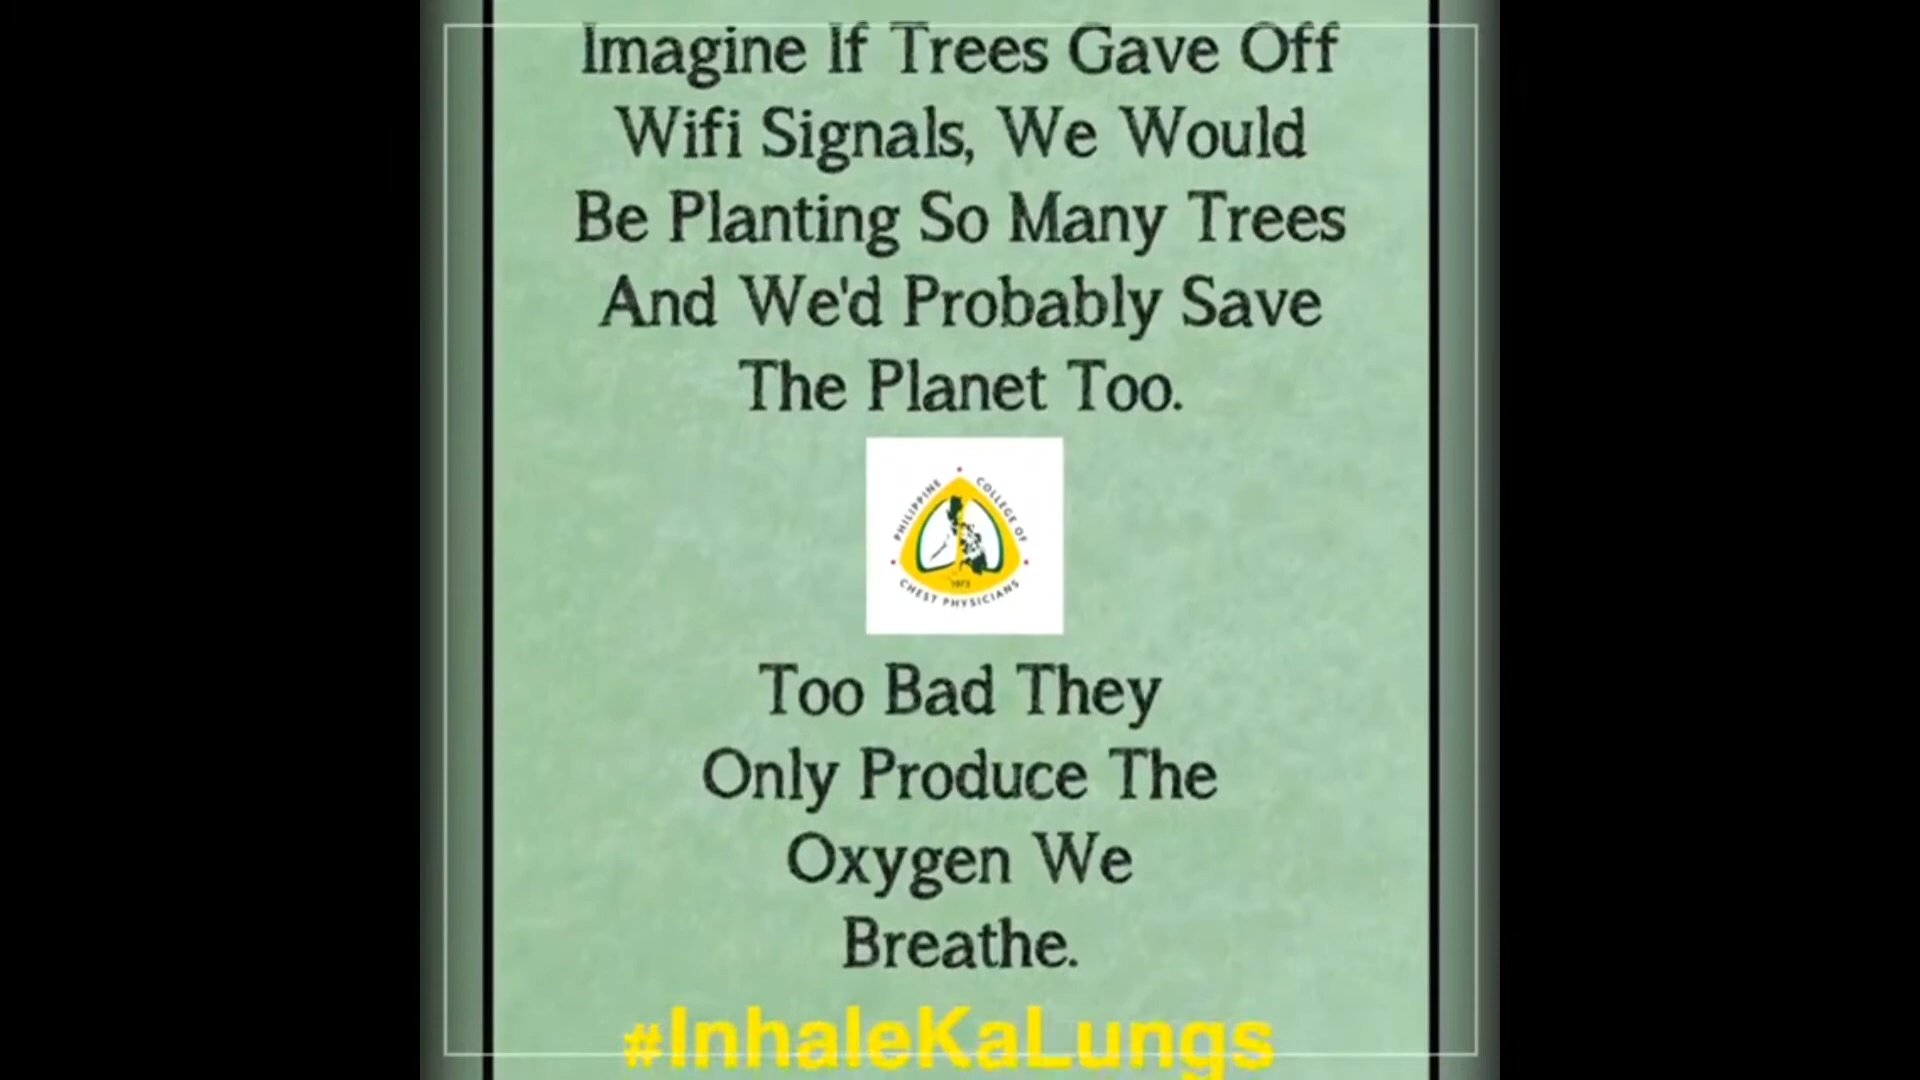 Imagine If Trees Gave Off
Wifi Signals, We Would
Be Planting So Many Trees
And We'd Probably Save
The Planet Too.
PHILIPPINE COLLEGE OF
1973
CHEST PHYSICIANS
Too Bad They
Only Produce The
Oxygen We
Breathe.
#InhaleKaLungs